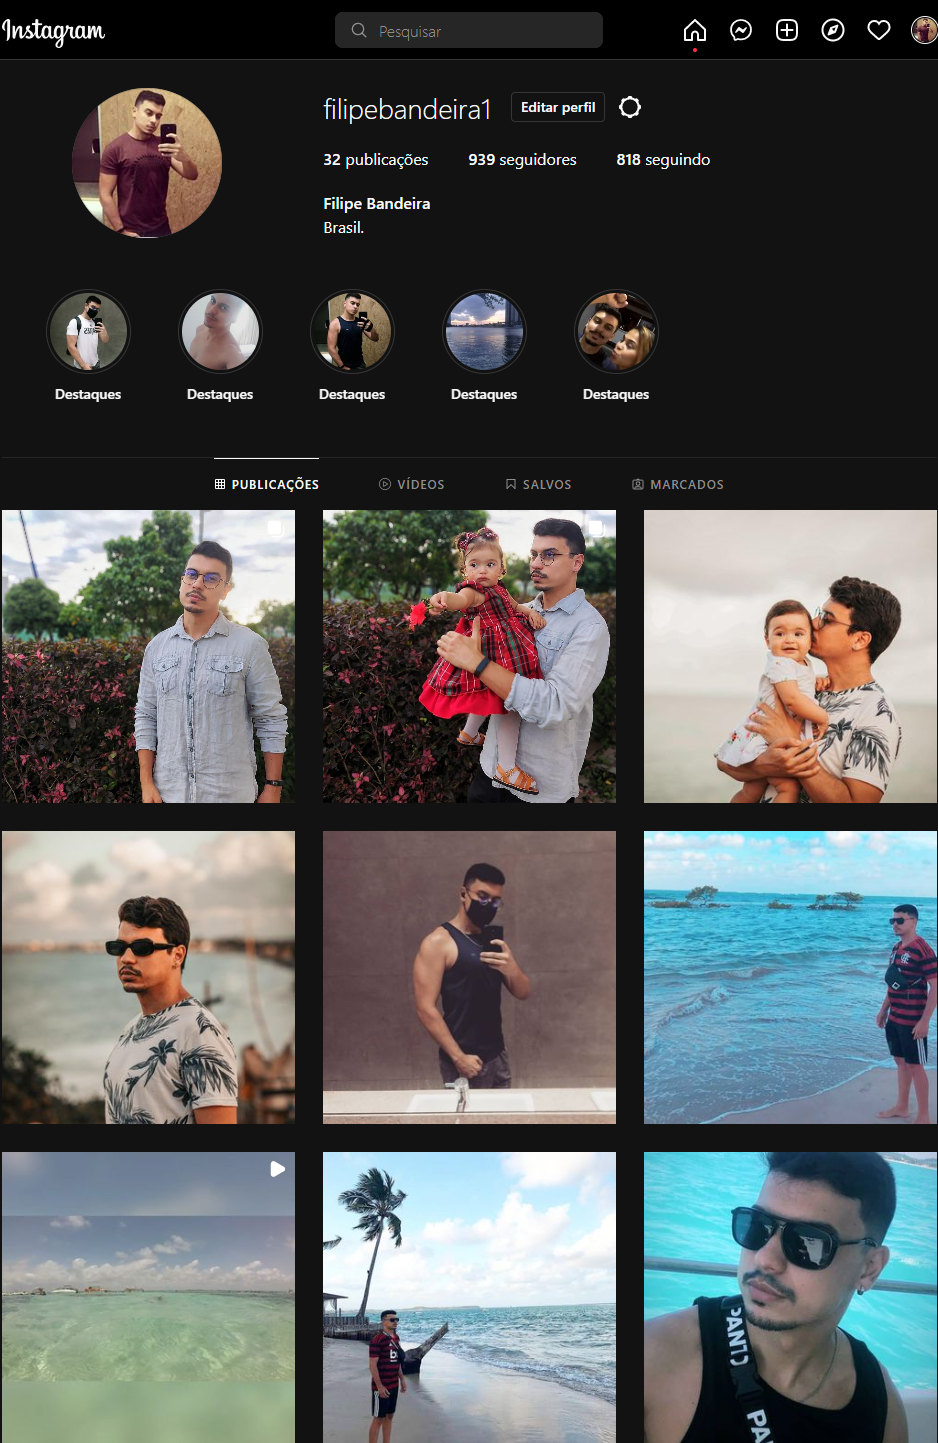 Instagram
Pesquisar
filipebandeira1 Editar perfil
32 publicações 939 seguidores 818 seguindo
Filipe Bandeira
Brasil.
Destaques Destaques Destaques Destaques Destaques
PUBLICAÇÕES VÍDEOS SALVOS MARCADOS